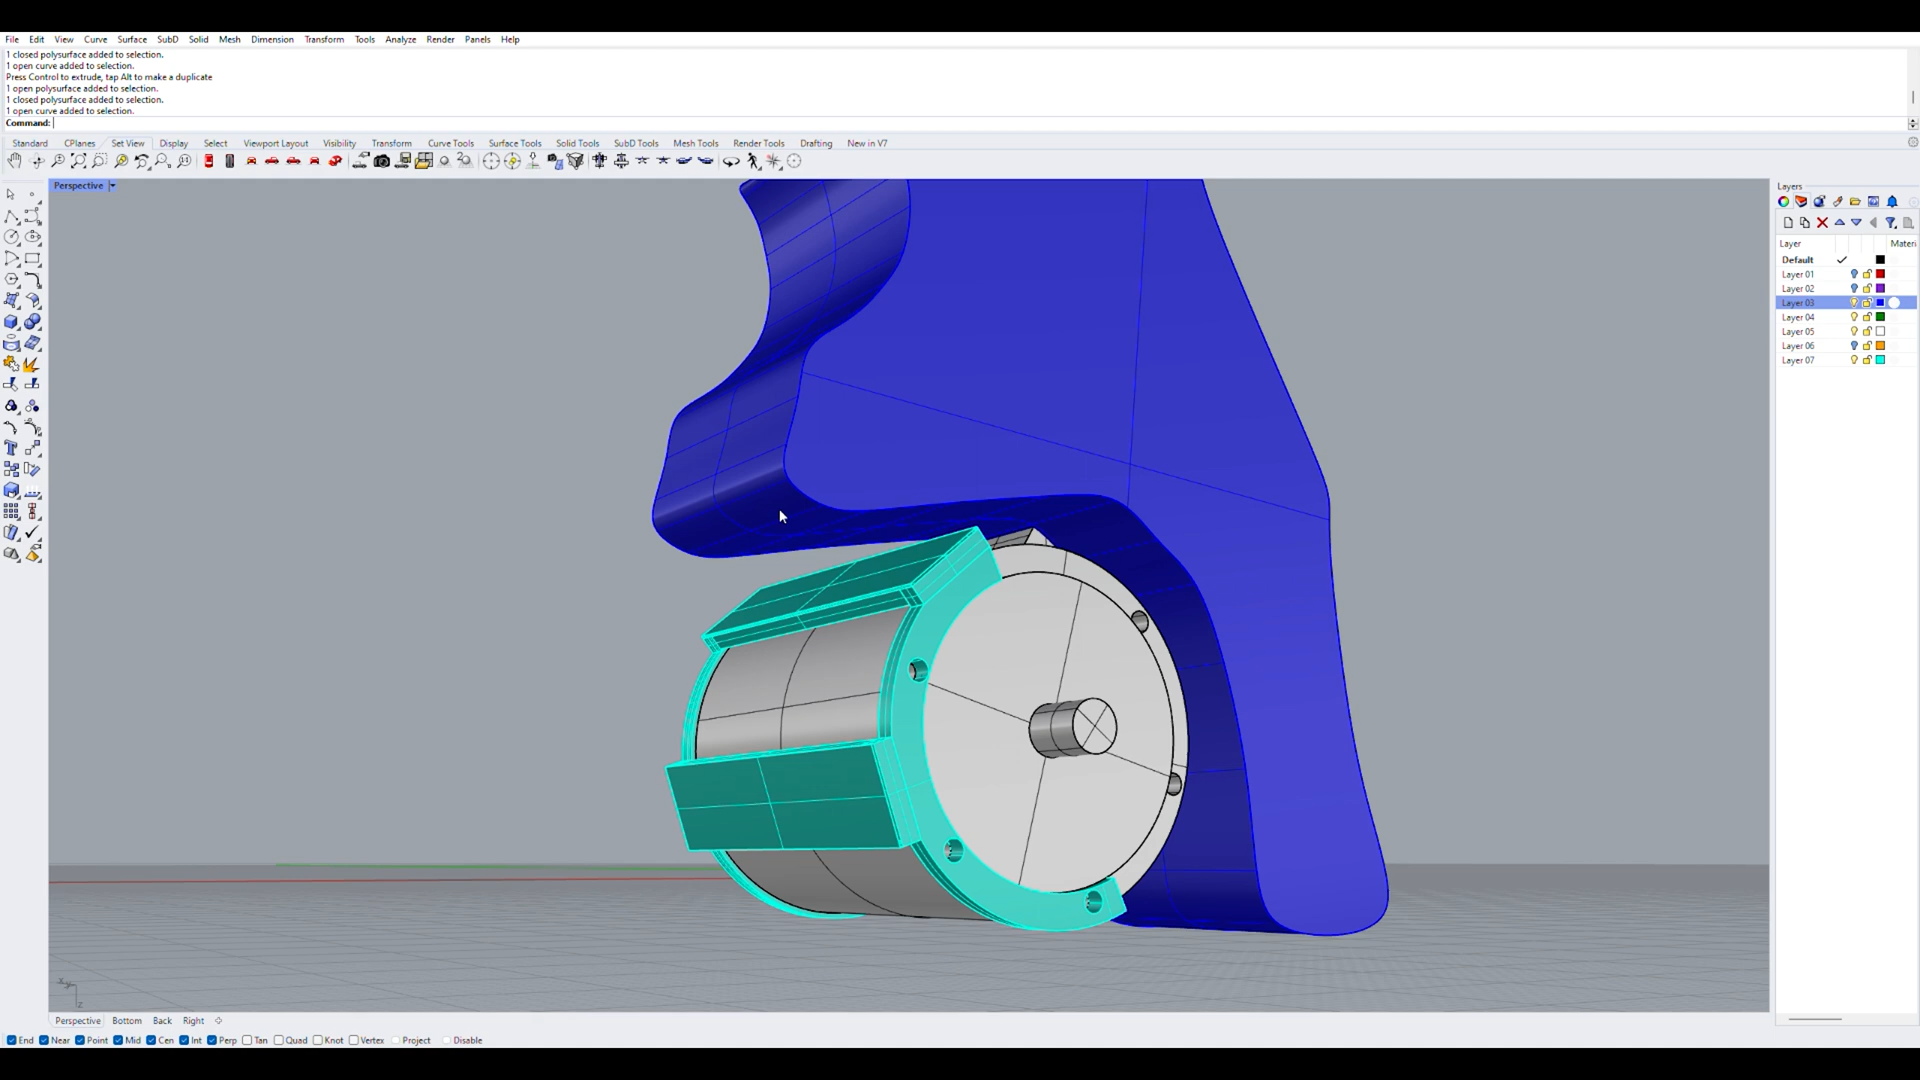 File Edit View Curve Surface SubD Solid Mesh Dimension Transform Tools Analyze Render Panels Help
1 closed polysurface added to selection.
1 open curve added to selection.
Press Control to extrude, tap Alt to make a duplicate
1 open polysurface added to selection.
1 closed polysurface added to selection.
1 open curve added to selection.
Command:
Standard CPlanes Set View Display Select Viewport Layout Visibility Transform Curve Tools Surface Tools Solid Tools SubD Tools Mesh Tools Render Tools Drafting New in V7
Perspective
Layers
Layer Materi
Default
Layer 01
Layer 02
Layer 03
Layer 04
Layer 05
Layer 06
Layer 07
Perspective Bottom Back Right
End Near Point Mid Cen Int Perp Tan Quad Knot Vertex Project Disable